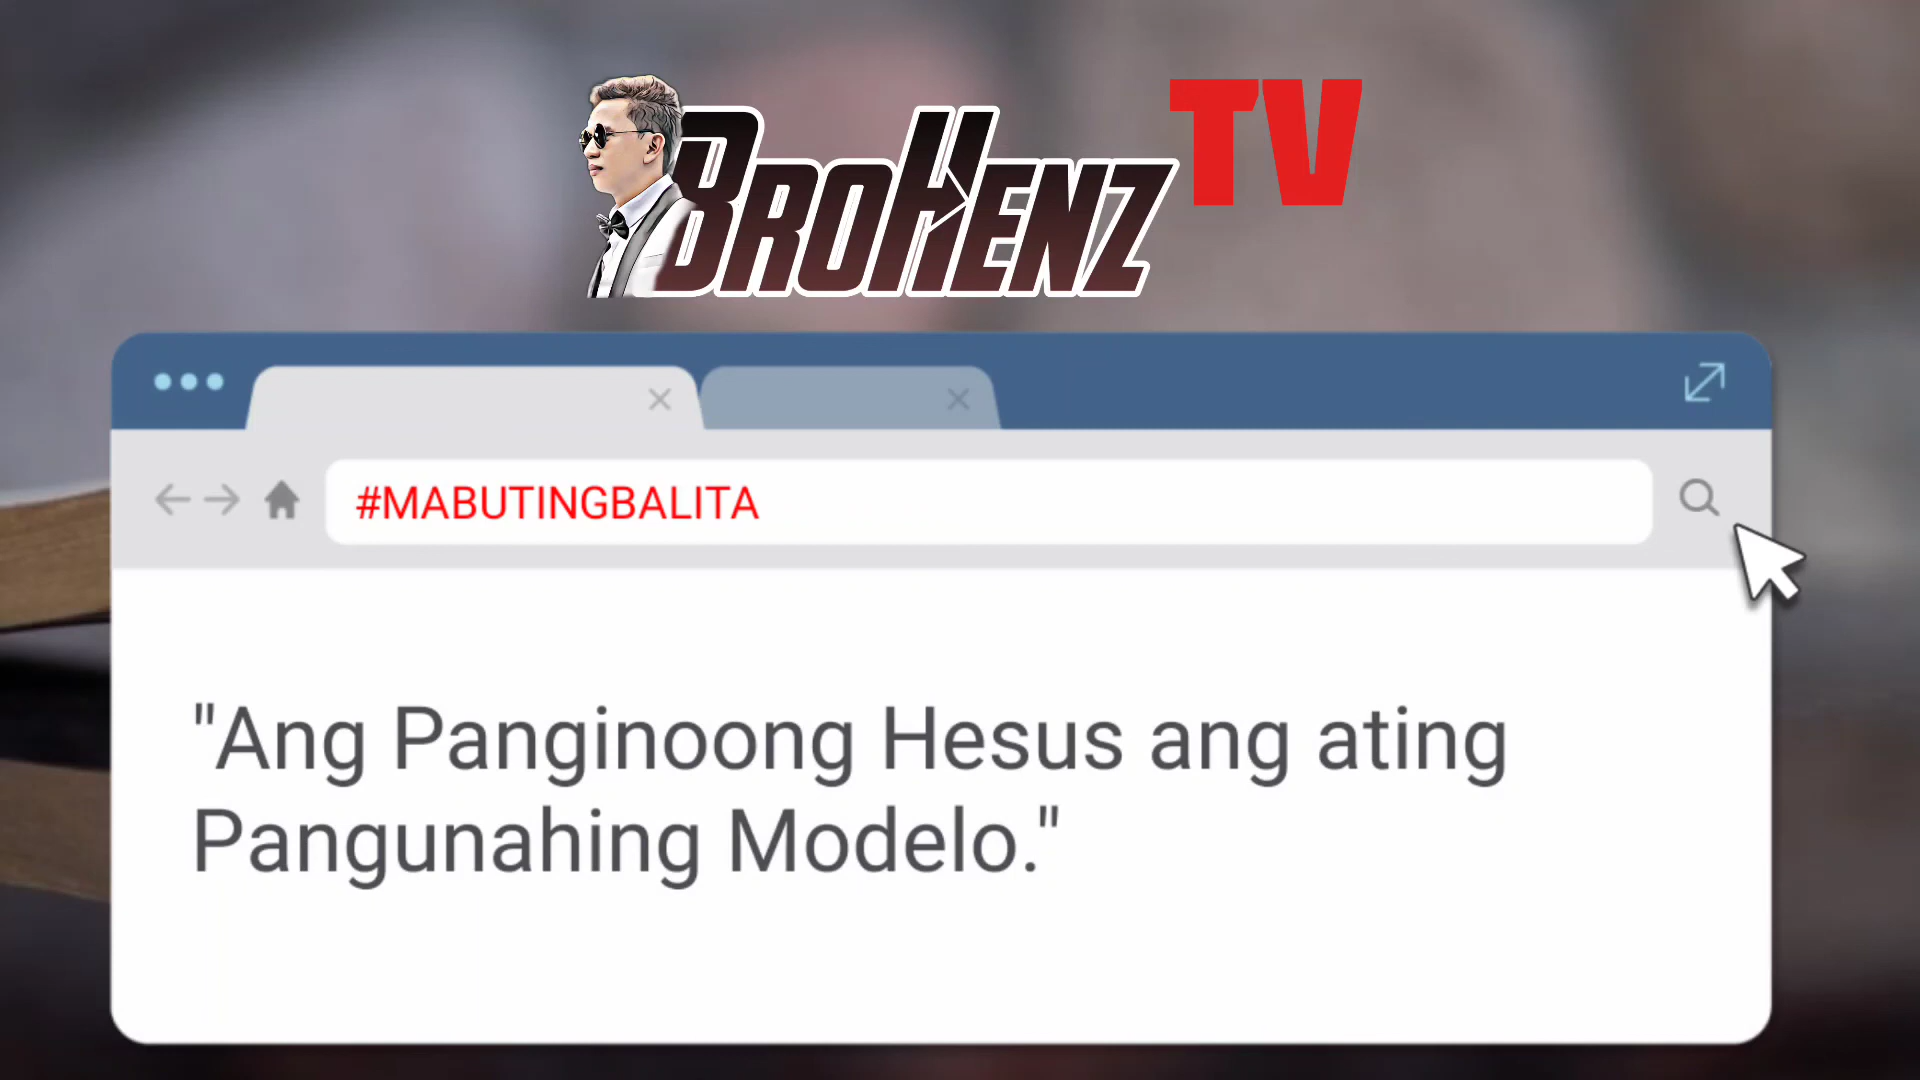 BROHENZ TV
#MABUTINGBALITA
"Ang Panginoong Hesus ang ating
Pangunahing Modelo."